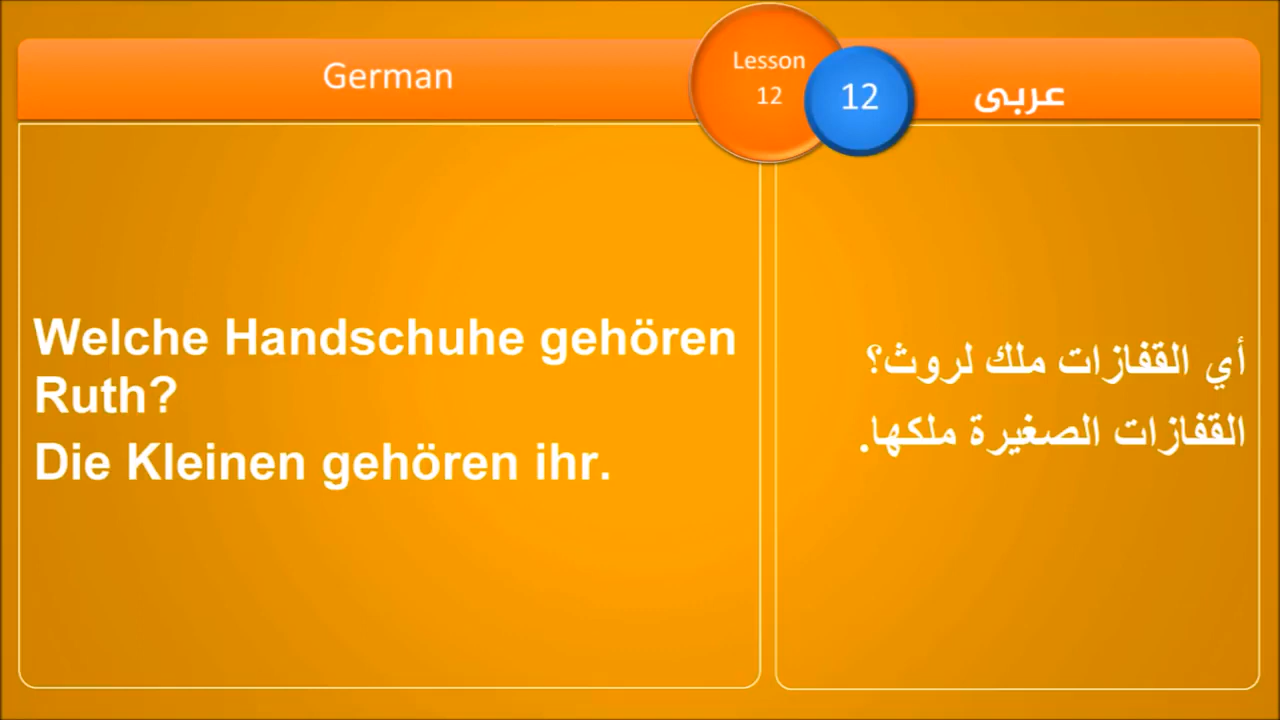 German
Lesson
12
12
عربى
Welche Handschuhe gehören
Ruth?
Die Kleinen gehören ihr.
أي القفازات ملك لروث؟
القفازات الصغيرة ملكها.